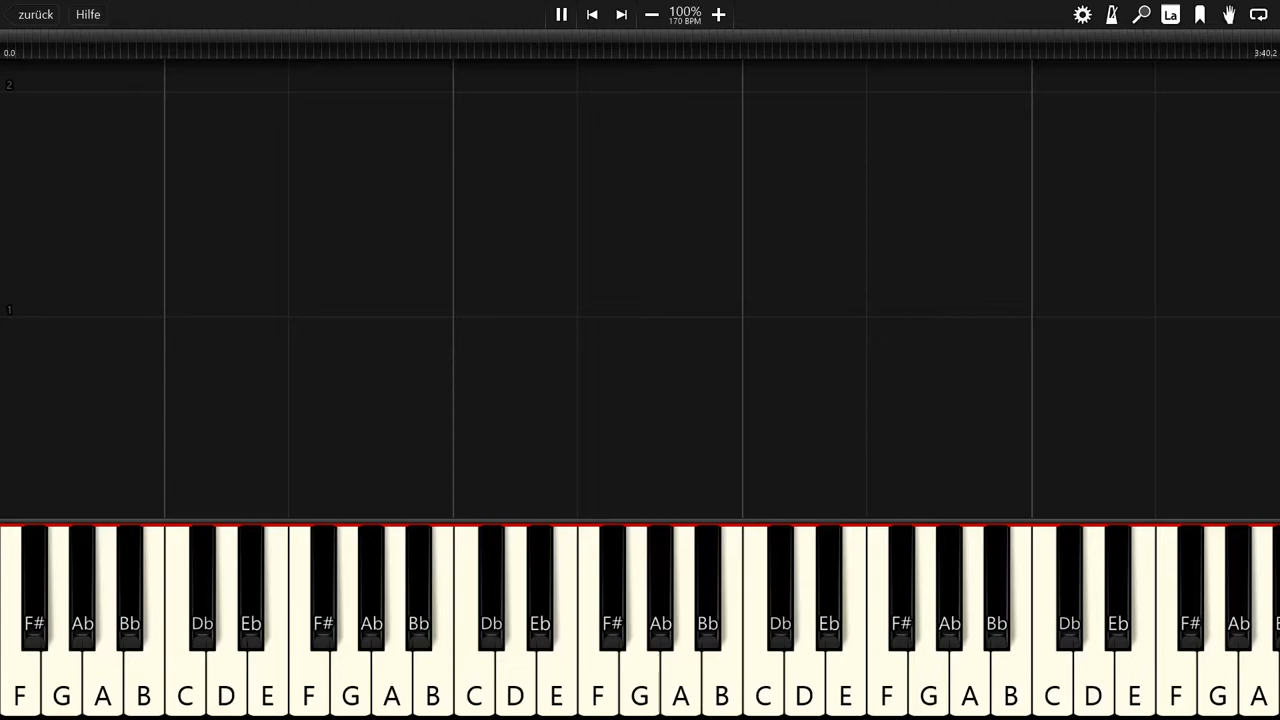 zurück Hilfe 100% La
170 BPM
0.0 3:40,2
2
1
F# Ab Bb Db Eb F# Ab Bb Db Eb F# Ab Bb Db Eb F# Ab Bb Db Eb F# Ab
F G A B C D E F G A B C D E F G A B C D E F G A B C D E F G A